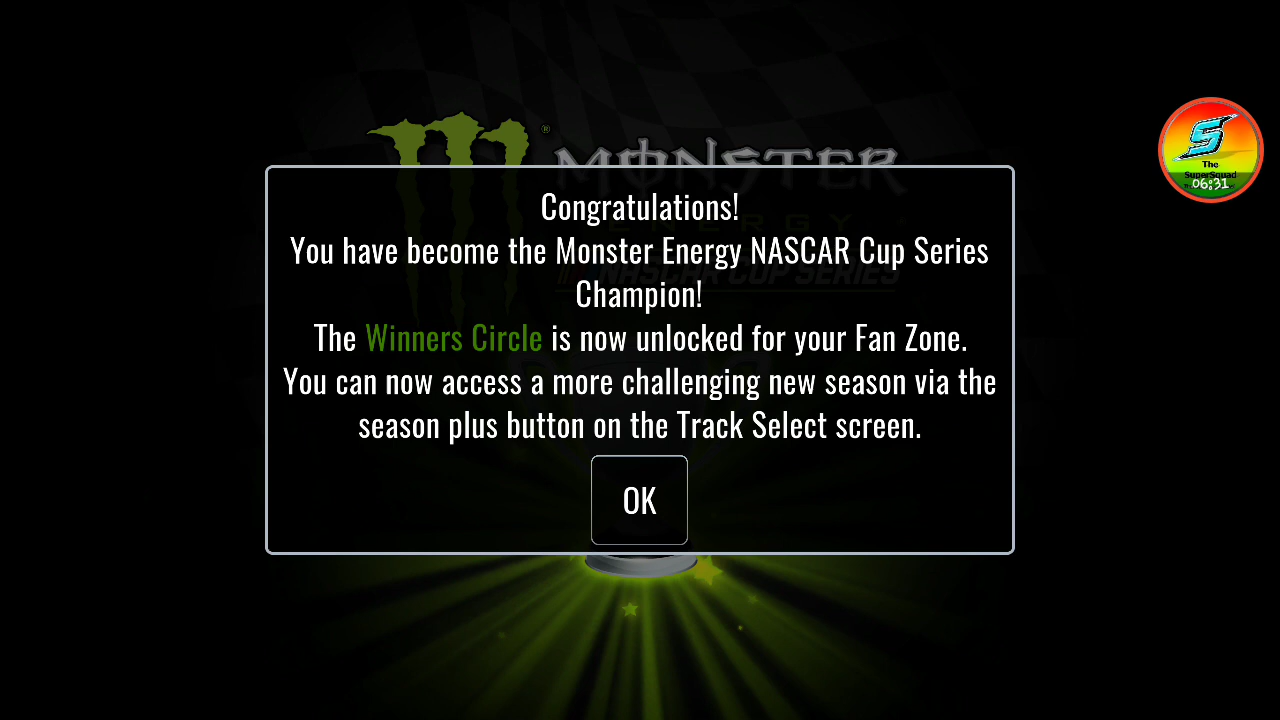 MONSTER
ENERGY
NASCAR CUP SERIES
Congratulations!
You have become the Monster Energy NASCAR Cup Series
Champion!
The Winners Circle is now unlocked for your Fan Zone.
You can now access a more challenging new season via the
season plus button on the Track Select screen.
OK
S
The
SuperSquad
06:31